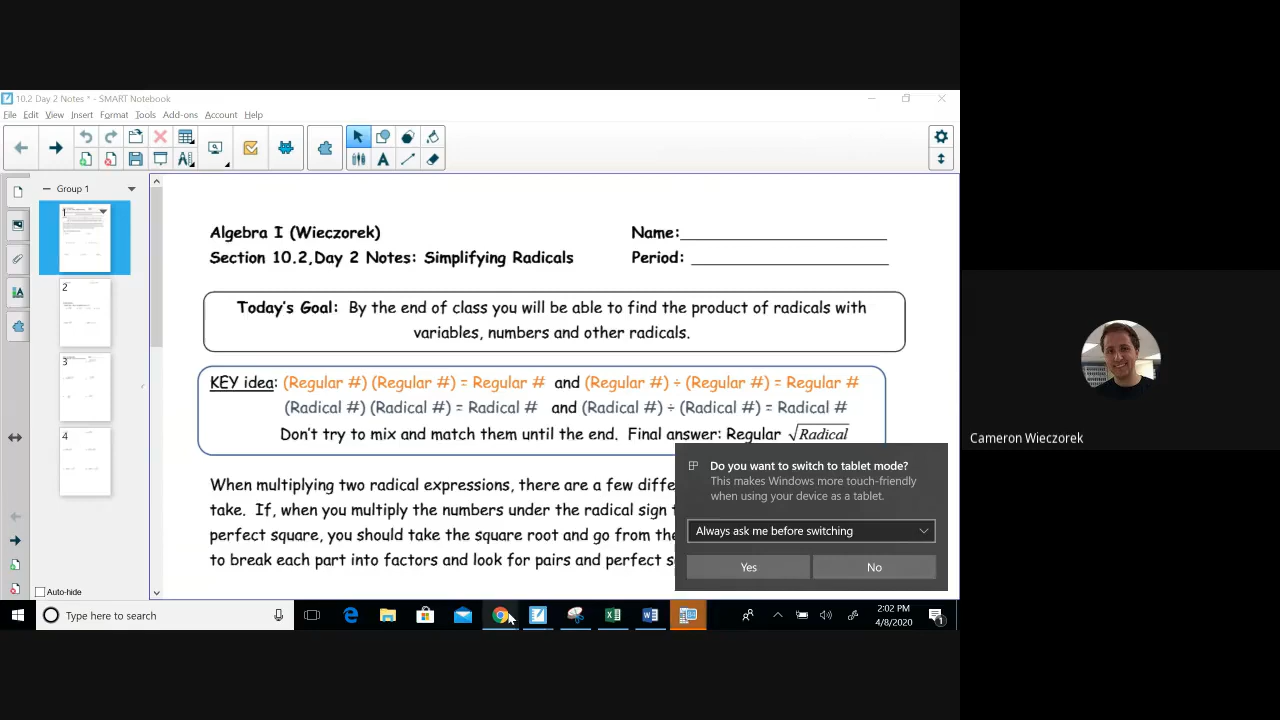 10.2 Day 2 Notes * - SMART Notebook
File Edit View Insert Format Tools Add-ons Account Help
Group 1
1
2
3
4
Auto-hide
Algebra I (Wieczorek) Name:
Section 10.2,Day 2 Notes: Simplifying Radicals Period:
Today's Goal: By the end of class you will be able to find the product of radicals with
variables, numbers and other radicals.
KEY idea: (Regular #) (Regular #) = Regular # and (Regular #) ÷ (Regular #) = Regular #
(Radical #) (Radical #) = Radical # and (Radical #) ÷ (Radical #) = Radical #
Don't try to mix and match them until the end. Final answer: Regular √Radical
When multiplying two radical expressions, there are a few
take. If, when you multiply the numbers under the radical sign
perfect square, you should take the square root and go from
to break each part into factors and look for pairs and perfect
Do you want to switch to tablet mode?
This makes Windows more touch-friendly
when using your device as a tablet.
Always ask me before switching
Yes No
Type here to search
2:02 PM
4/8/2020
1
Cameron Wieczorek